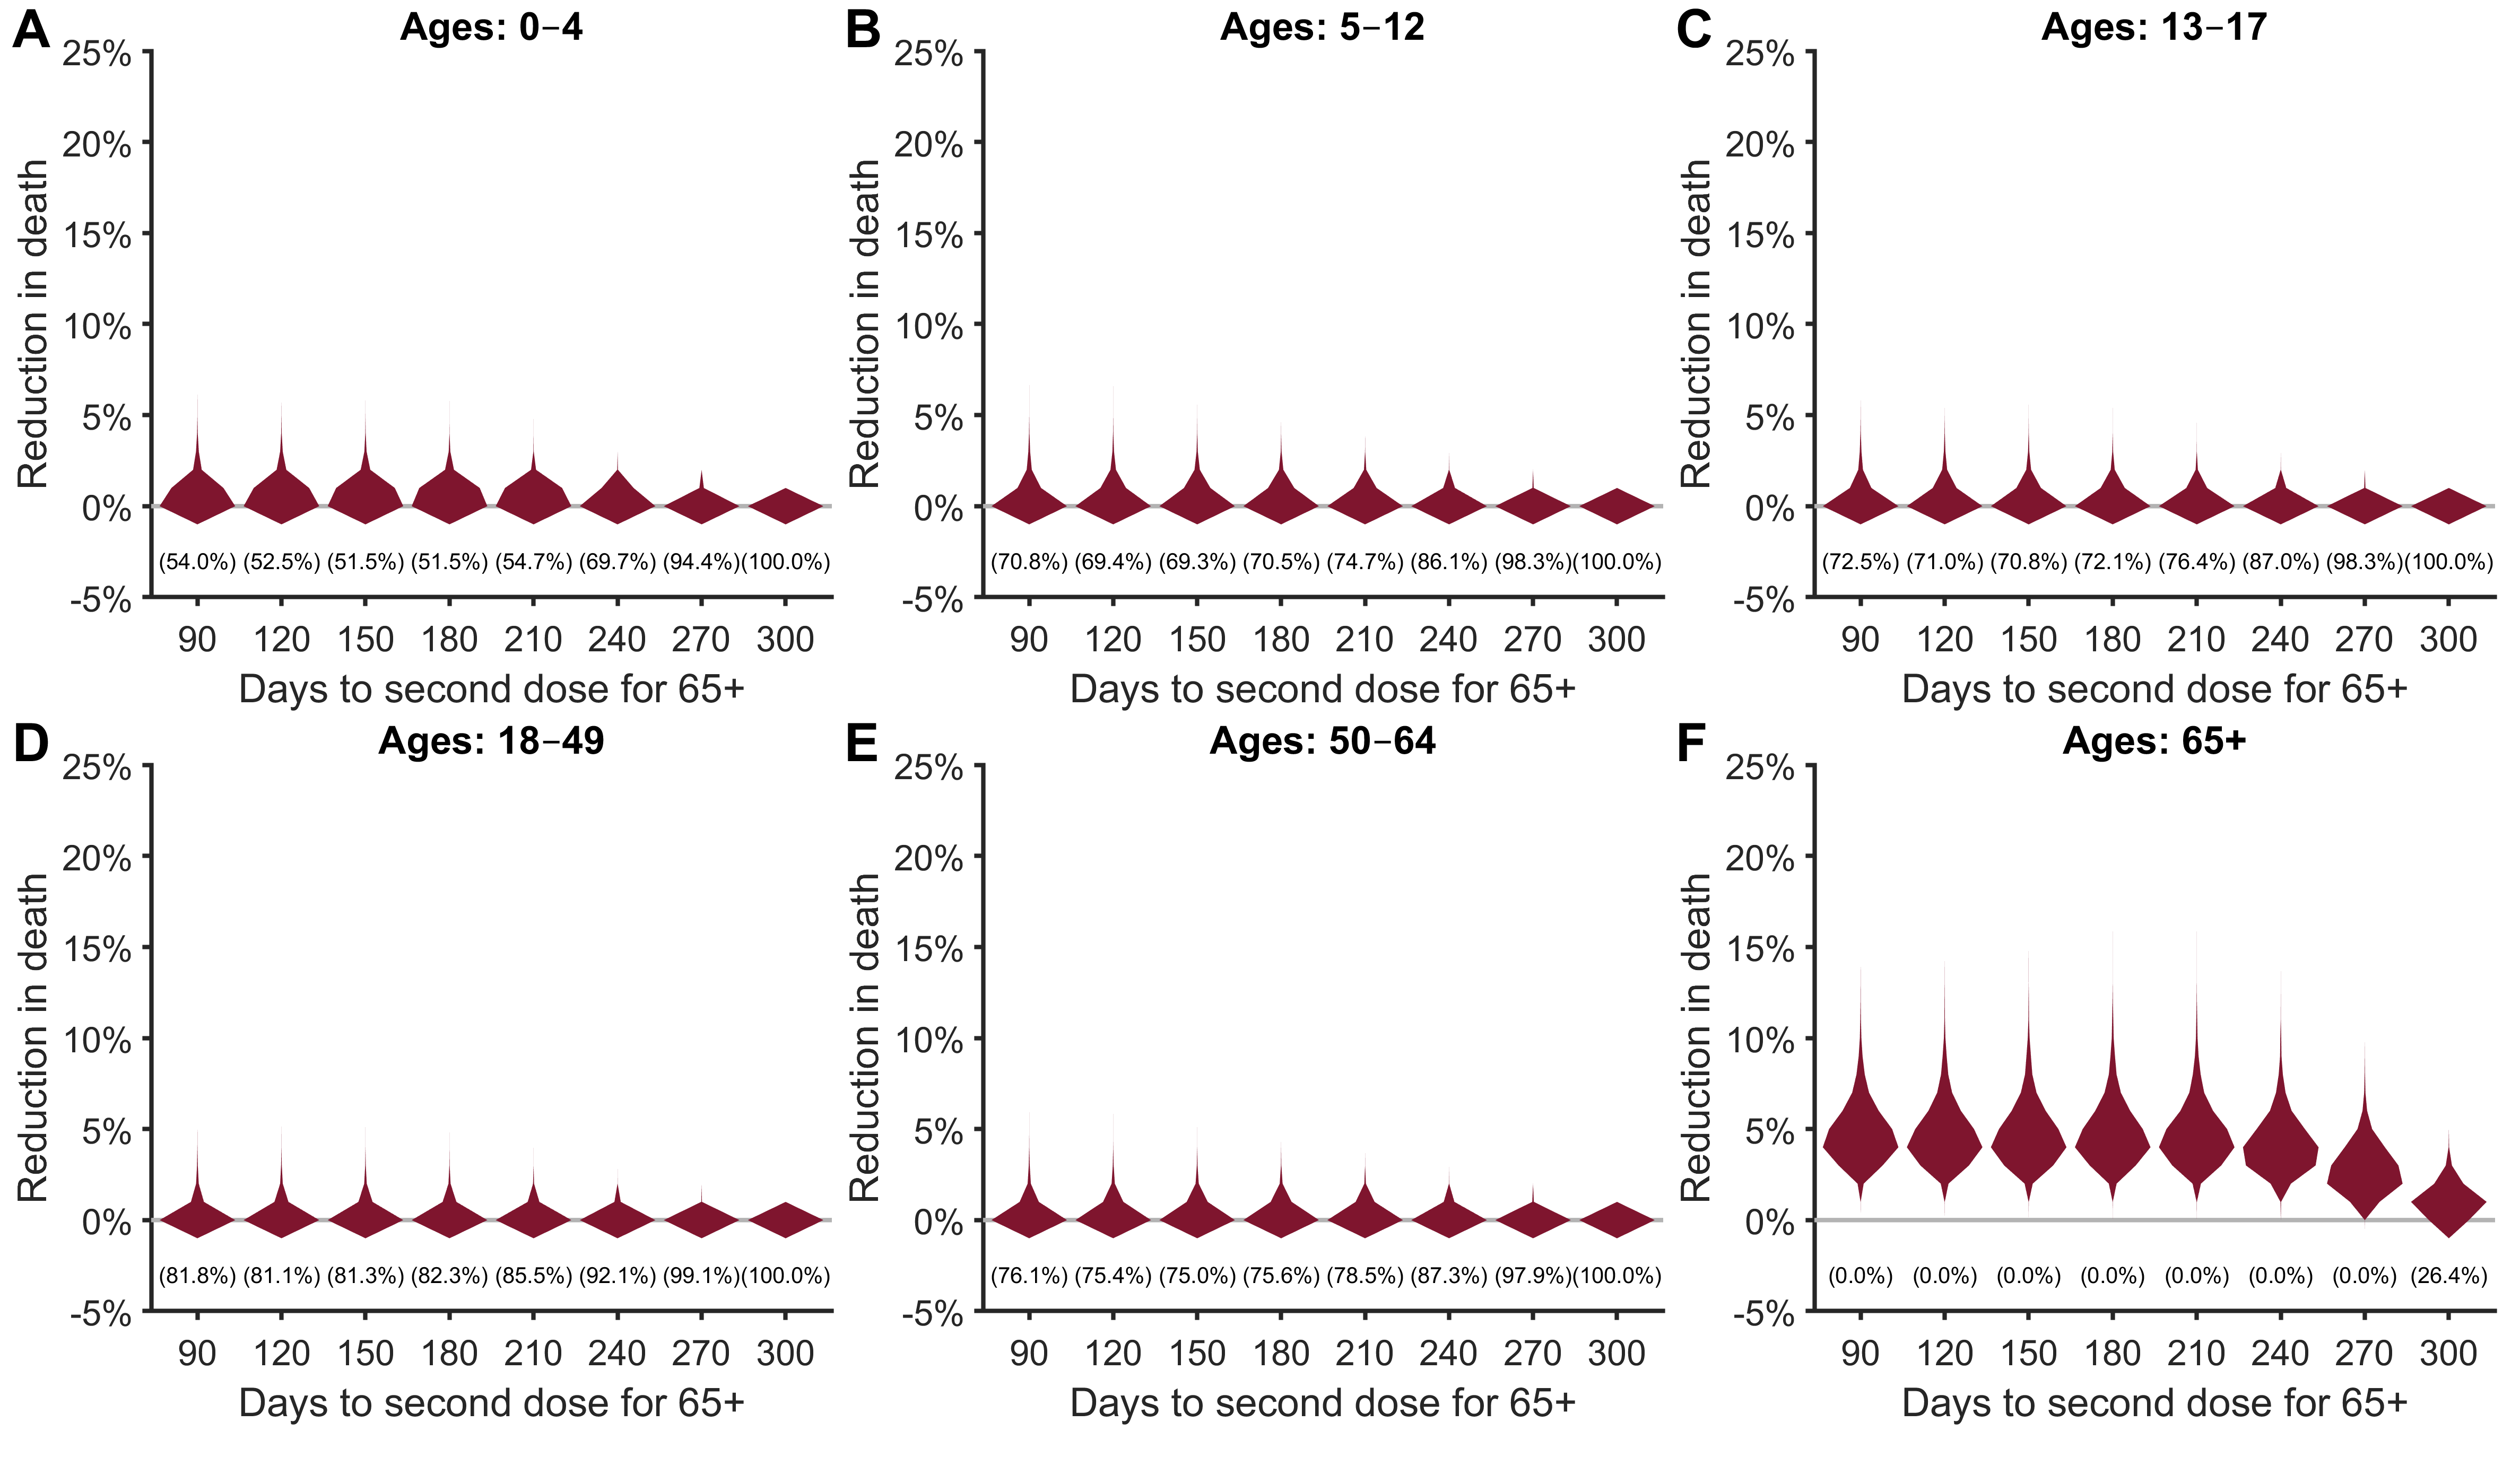 A Ages: 0–4
25%
20%
15%
10%
5%
0%
-5%
Reduction in death
(54.0%) (52.5%) (51.5%) (51.5%) (54.7%) (69.7%) (94.4%) (100.0%)
90 120 150 180 210 240 270 300
Days to second dose for 65+
B Ages: 5–12
25%
20%
15%
10%
5%
0%
-5%
Reduction in death
(70.8%) (69.4%) (69.3%) (70.5%) (74.7%) (86.1%) (98.3%) (100.0%)
90 120 150 180 210 240 270 300
Days to second dose for 65+
C Ages: 13–17
25%
20%
15%
10%
5%
0%
-5%
Reduction in death
(72.5%) (71.0%) (70.8%) (72.1%) (76.4%) (87.0%) (98.3%) (100.0%)
90 120 150 180 210 240 270 300
Days to second dose for 65+
D Ages: 18–49
25%
20%
15%
10%
5%
0%
-5%
Reduction in death
(81.8%) (81.1%) (81.3%) (82.3%) (85.5%) (92.1%) (99.1%) (100.0%)
90 120 150 180 210 240 270 300
Days to second dose for 65+
E Ages: 50–64
25%
20%
15%
10%
5%
0%
-5%
Reduction in death
(76.1%) (75.4%) (75.0%) (75.6%) (78.5%) (87.3%) (97.9%) (100.0%)
90 120 150 180 210 240 270 300
Days to second dose for 65+
F Ages: 65+
25%
20%
15%
10%
5%
0%
-5%
Reduction in death
(0.0%) (0.0%) (0.0%) (0.0%) (0.0%) (0.0%) (0.0%) (26.4%)
90 120 150 180 210 240 270 300
Days to second dose for 65+